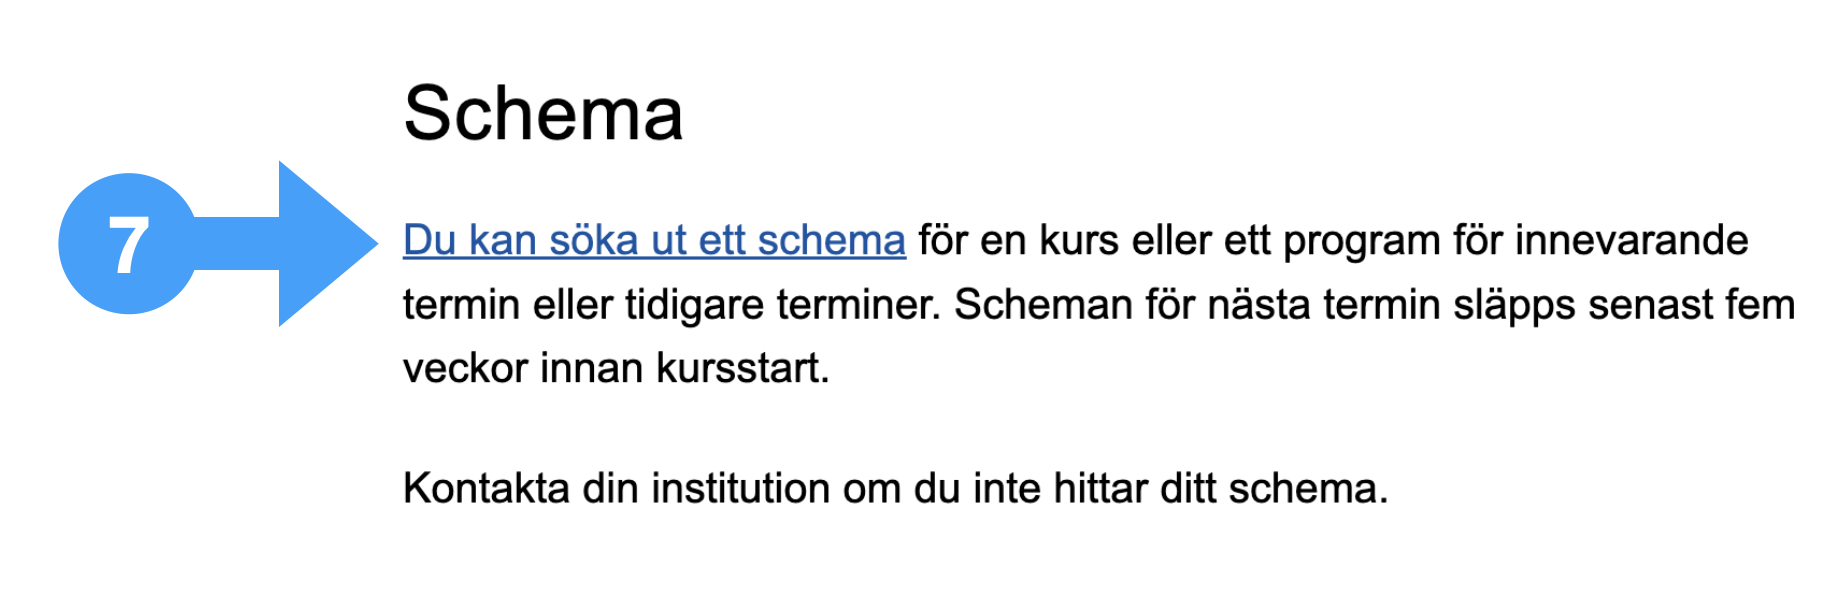 Schema
7
Du kan söka ut ett schema för en kurs eller ett program för innevarande
termin eller tidigare terminer. Scheman för nästa termin släpps senast fem
veckor innan kursstart.
Kontakta din institution om du inte hittar ditt schema.